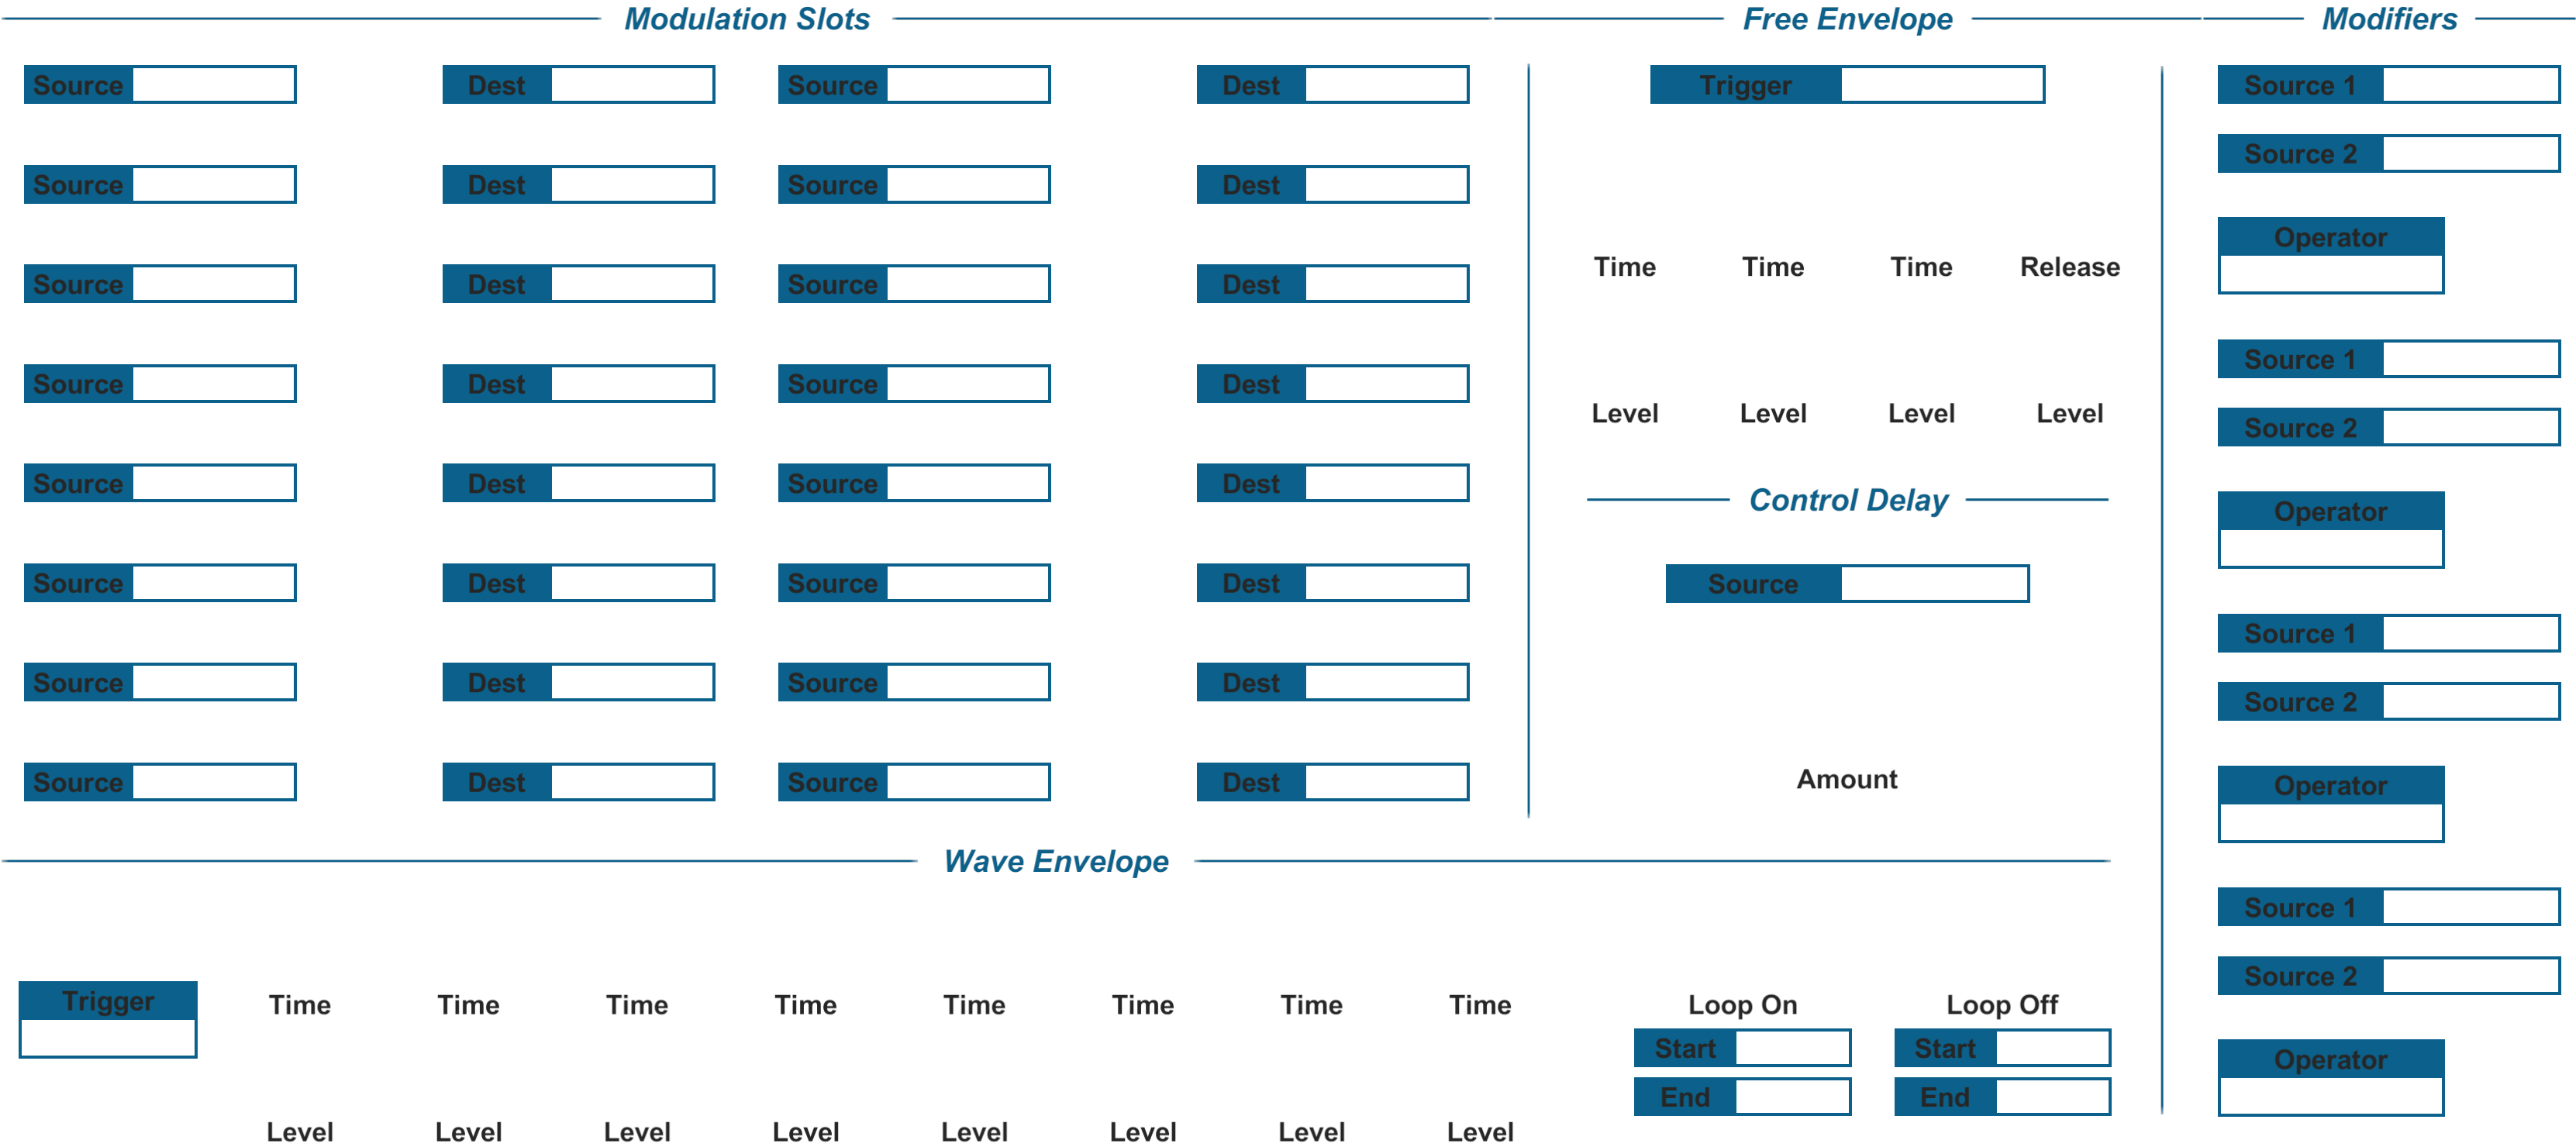 Modulation Slots Free Envelope Modifiers
Source Dest Source Dest Trigger Source 1
Source 2
Source Dest Source Dest
Operator
Time Time Time Release
Source Dest Source Dest
Source 1
Source Dest Source Dest
Level Level Level Level
Source 2
Source Dest Source Dest
Control Delay
Operator
Source Dest Source Dest Source
Source 1
Source Dest Source Dest
Source 2
Source Dest Source Dest Amount Operator
Wave Envelope
Source 1
Source 2
Trigger Time Time Time Time Time Time Time Time Loop On Loop Off
Start Start
Operator
End End
Level Level Level Level Level Level Level Level